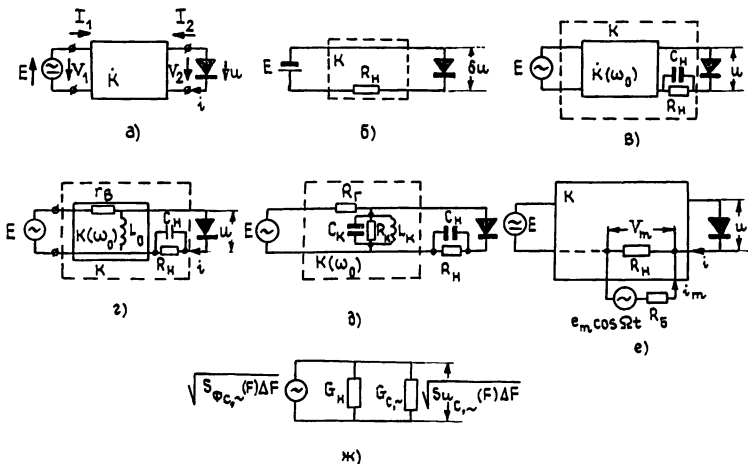 I₁ I₂
E V₁ K̇ V₂ u
i
а)
E K Rн δu
б)
K
E K̇(ω₀) Cн u
Rн
в)
rв
E K(ω₀) L₀ Cн u
Rн i
K
г)
Rг
E Cк Rк Lк Cн
K(ω₀) Rн
д)
K
E Vm u
Rн i
im
em cos Ωt Rб
е)
√Sφс,~(F)ΔF Gн Gс,~ √Suс,~(F)ΔF
ж)